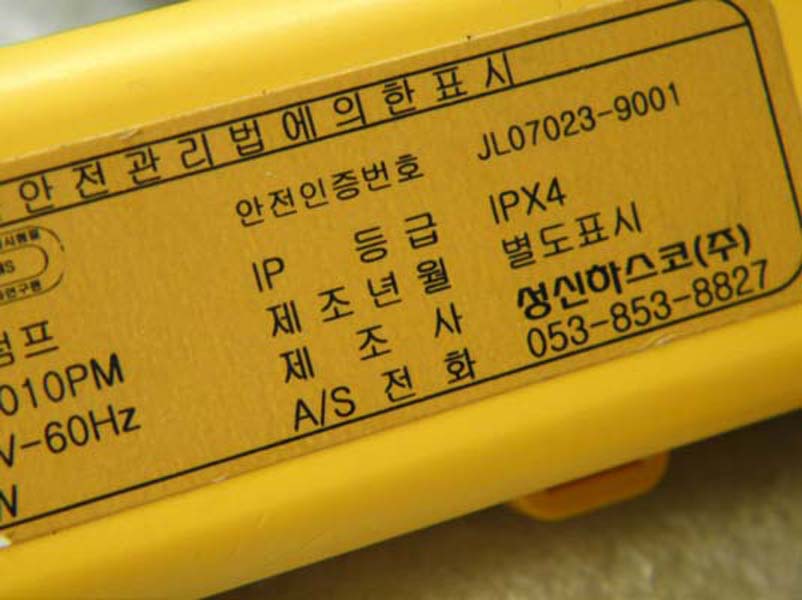 안전관리법에의한표시
안전인증번호 JL07023-9001
IP 등급 IPX4
제조년월 별도표시
제조사 성신하스코(주)
A/S 전화 053-853-8827
펌프
010PM
V-60Hz
W